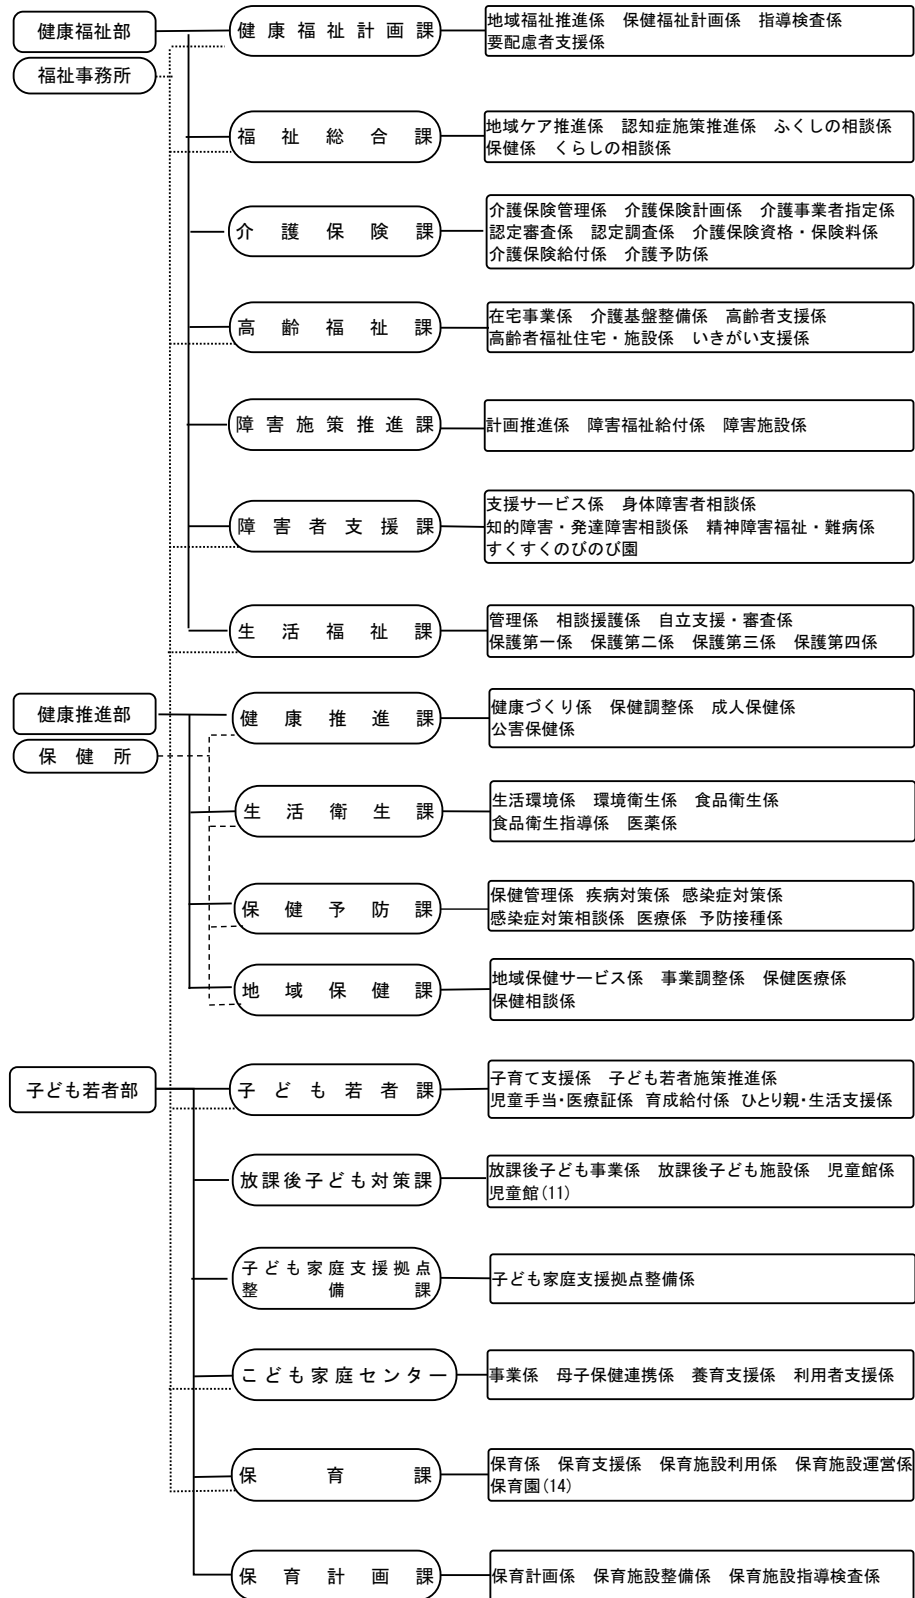 健康福祉部
福祉事務所
健康福祉計画課
地域福祉推進係 保健福祉計画係 指導検査係
要配慮者支援係
福祉総合課
地域ケア推進係 認知症施策推進係 ふくしの相談係
保健係 くらしの相談係
介護保険課
介護保険管理係 介護保険計画係 介護事業者指定係
認定審査係 認定調査係 介護保険資格・保険料係
介護保険給付係 介護予防係
高齢福祉課
在宅事業係 介護基盤整備係 高齢者支援係
高齢者福祉住宅・施設係 いきがい支援係
障害施策推進課
計画推進係 障害福祉給付係 障害施設係
障害者支援課
支援サービス係 身体障害者相談係
知的障害・発達障害相談係 精神障害福祉・難病係
すくすくのびのび園
生活福祉課
管理係 相談援護係 自立支援・審査係
保護第一係 保護第二係 保護第三係 保護第四係
健康推進部
保健所
健康推進課
健康づくり係 保健調整係 成人保健係
公害保健係
生活衛生課
生活環境係 環境衛生係 食品衛生係
食品衛生指導係 医薬係
保健予防課
保健管理係 疾病対策係 感染症対策係
感染症対策相談係 医療係 予防接種係
地域保健課
地域保健サービス係 事業調整係 保健医療係
保健相談係
子ども若者部
子ども若者課
子育て支援係 子ども若者施策推進係
児童手当・医療証係 育成給付係 ひとり親・生活支援係
放課後子ども対策課
放課後子ども事業係 放課後子ども施設係 児童館係
児童館(11)
子ども家庭支援拠点
整備課
子ども家庭支援拠点整備係
こども家庭センター
事業係 母子保健連携係 養育支援係 利用者支援係
保育課
保育係 保育支援係 保育施設利用係 保育施設運営係
保育園(14)
保育計画課
保育計画係 保育施設整備係 保育施設指導検査係